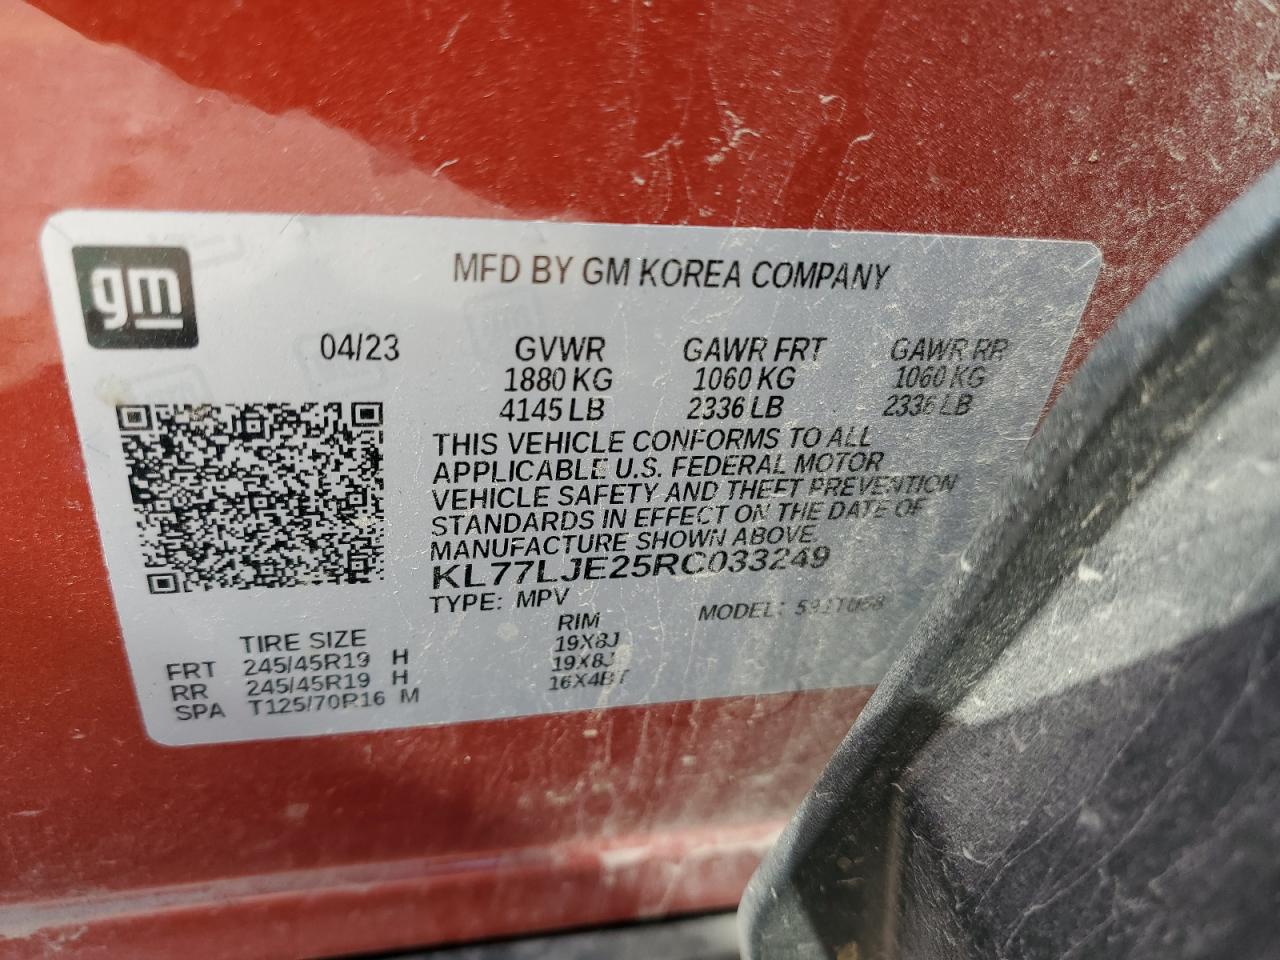 gm
MFD BY GM KOREA COMPANY
04/23 GVWR GAWR FRT GAWR RR
1880 KG 1060 KG 1060 KG
4145 LB 2336 LB 2336 LB
THIS VEHICLE CONFORMS TO ALL
APPLICABLE U.S. FEDERAL MOTOR
VEHICLE SAFETY AND THEFT PREVENTION
STANDARDS IN EFFECT ON THE DATE OF
MANUFACTURE SHOWN ABOVE.
KL77LJE25RC033249
TYPE: MPV MODEL:
TIRE SIZE RIM
FRT 245/45R19 H 19X8J
RR 245/45R19 H 19X8J
SPA T125/70R16 M 16X4BT